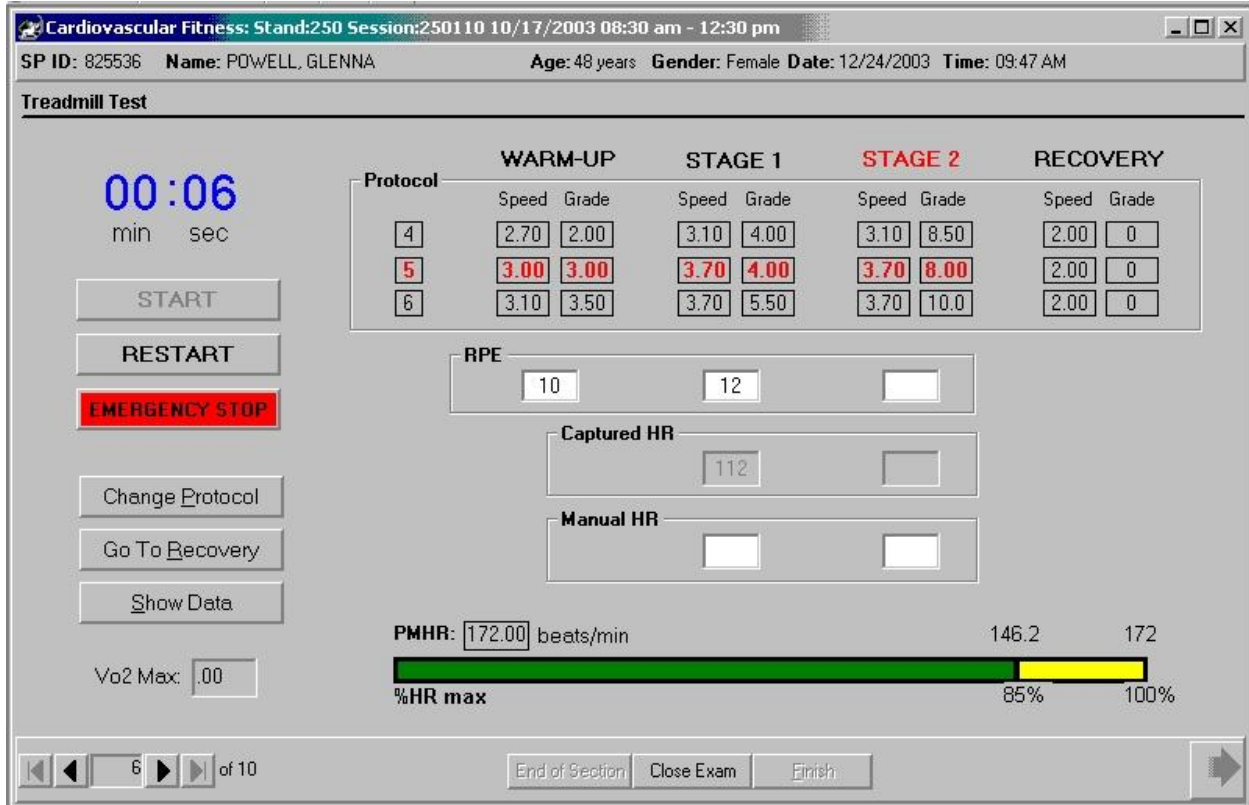 Cardiovascular Fitness: Stand:250 Session:250110 10/17/2003 08:30 am - 12:30 pm
SP ID: 825536 Name: POWELL, GLENNA Age: 48 years Gender: Female Date: 12/24/2003 Time: 09:47 AM
Treadmill Test
00:06
min sec
START
RESTART
EMERGENCY STOP
Change Protocol
Go To Recovery
Show Data
Vo2 Max: .00
WARM-UP STAGE 1 STAGE 2 RECOVERY
Protocol
Speed Grade Speed Grade Speed Grade Speed Grade
4 2.70 2.00 3.10 4.00 3.10 8.50 2.00 0
5 3.00 3.00 3.70 4.00 3.70 8.00 2.00 0
6 3.10 3.50 3.70 5.50 3.70 10.0 2.00 0
RPE
10 12
Captured HR
112
Manual HR
PMHR: 172.00 beats/min 146.2 172
%HR max 85% 100%
6 of 10 End of Section Close Exam Finish